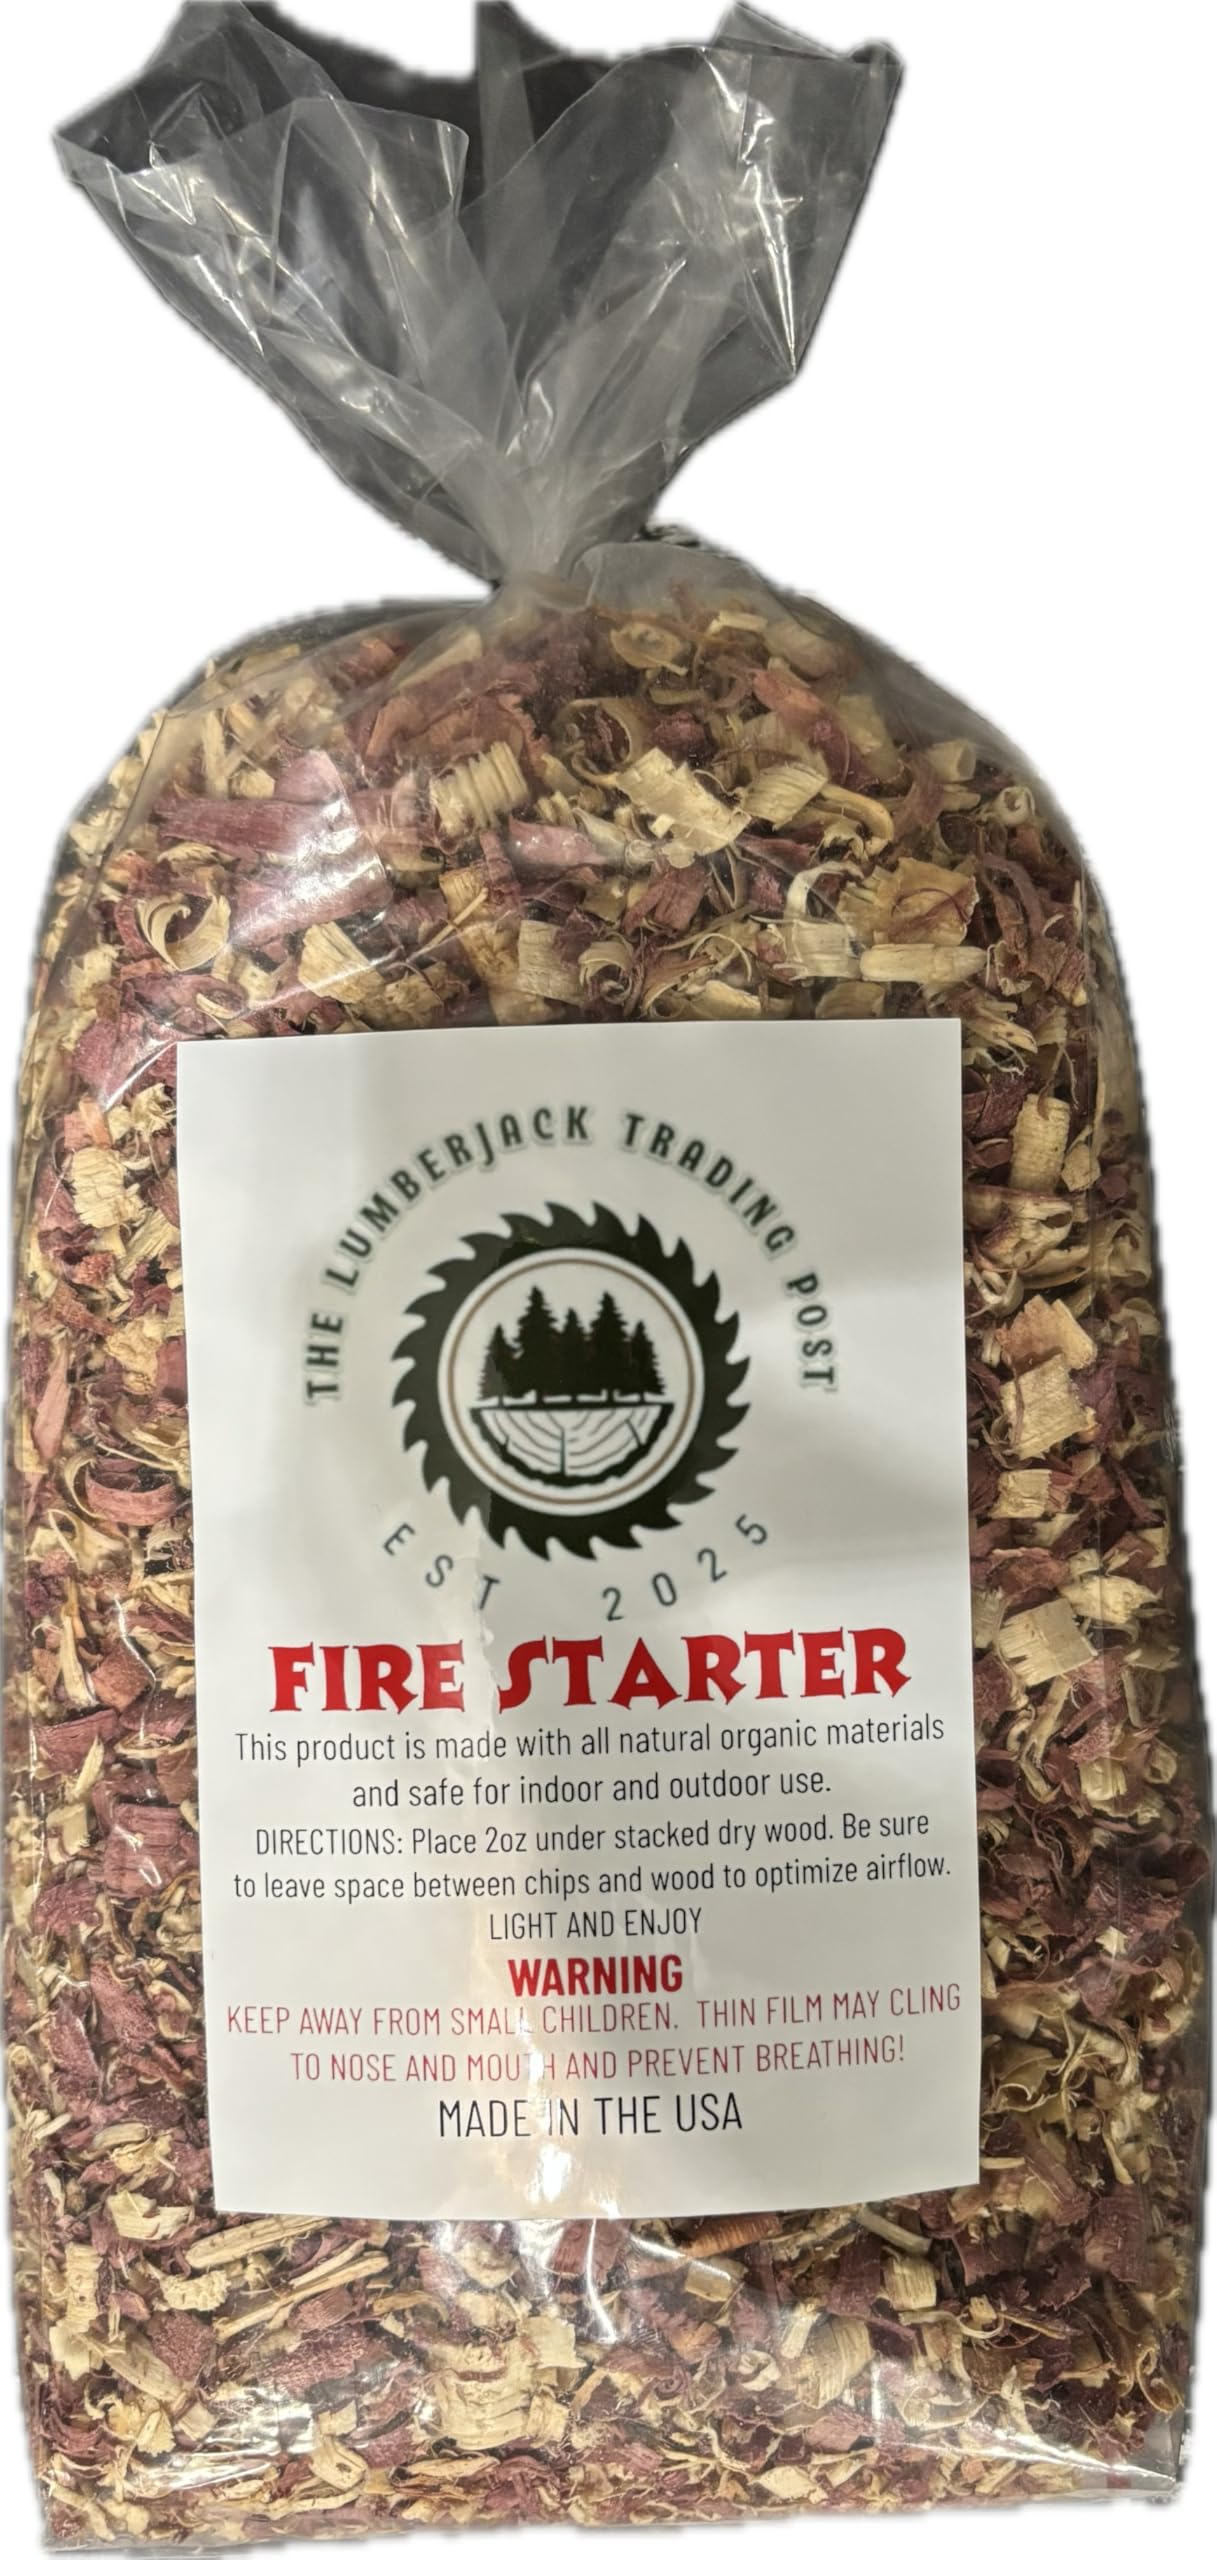 THE LUMBERJACK TRADING POST
EST 2025
FIRE STARTER
This product is made with all natural organic materials
and safe for indoor and outdoor use.
DIRECTIONS: Place 2oz under stacked dry wood. Be sure
to leave space between chips and wood to optimize airflow.
LIGHT AND ENJOY
WARNING
KEEP AWAY FROM SMALL CHILDREN. THIN FILM MAY CLING
TO NOSE AND MOUTH AND PREVENT BREATHING!
MADE IN THE USA